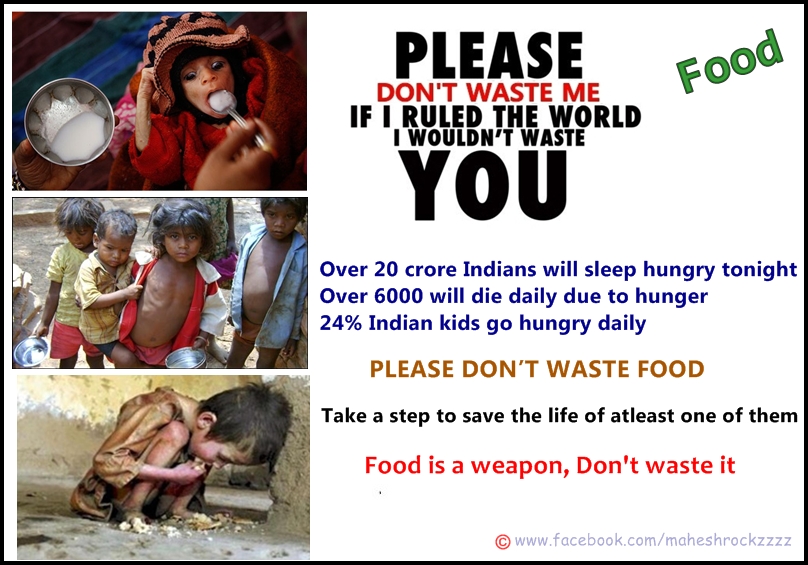 PLEASE
DON'T WASTE ME
IF I RULED THE WORLD
I WOULDN'T WASTE
YOU
Food
Over 20 crore Indians will sleep hungry tonight
Over 6000 will die daily due to hunger
24% Indian kids go hungry daily
PLEASE DON'T WASTE FOOD
Take a step to save the life of atleast one of them
Food is a weapon, Don't waste it
© www.facebook.com/maheshrockzzzz